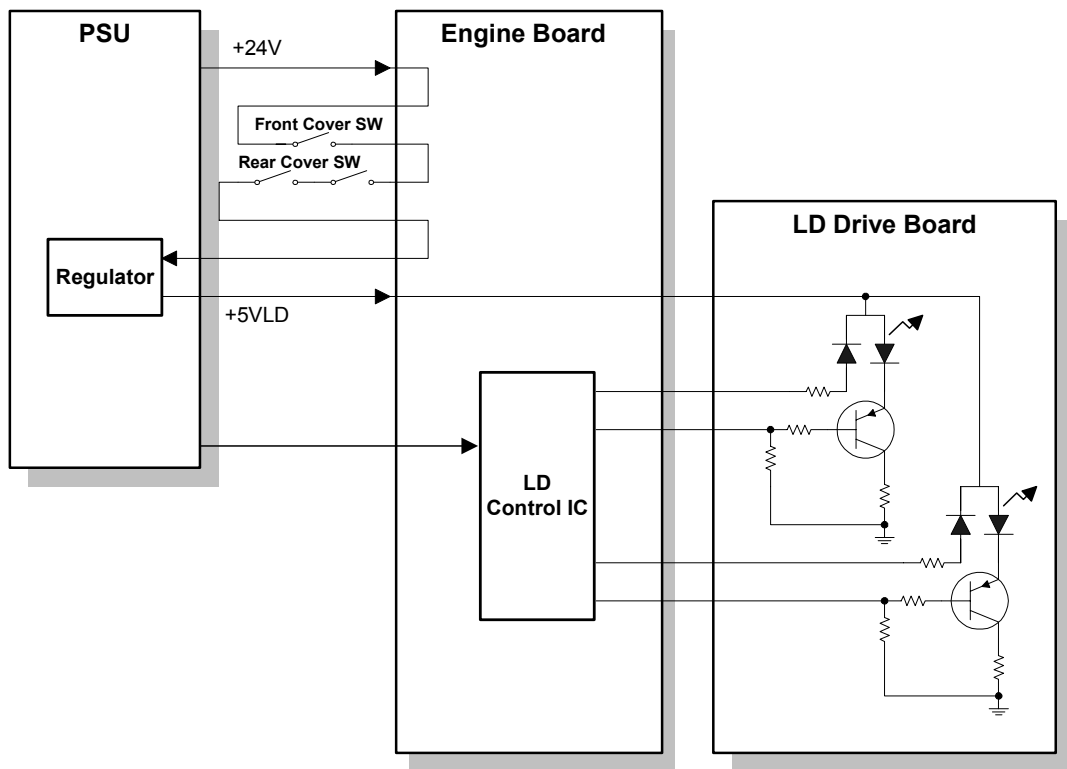 PSU
Engine Board
+24V
Front Cover SW
Rear Cover SW
LD Drive Board
Regulator
+5VLD
LD
Control IC